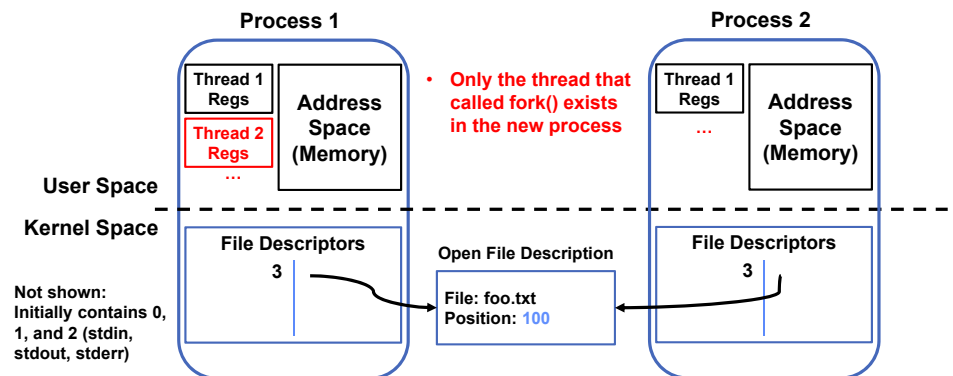 Process 1
Process 2
Thread 1
Regs
Thread 2
Regs
...
Address
Space
(Memory)
• Only the thread that
called fork() exists
in the new process
Thread 1
Regs
...
Address
Space
(Memory)
User Space
Kernel Space
File Descriptors
3
Open File Description
File: foo.txt
Position: 100
File Descriptors
3
Not shown:
Initially contains 0,
1, and 2 (stdin,
stdout, stderr)